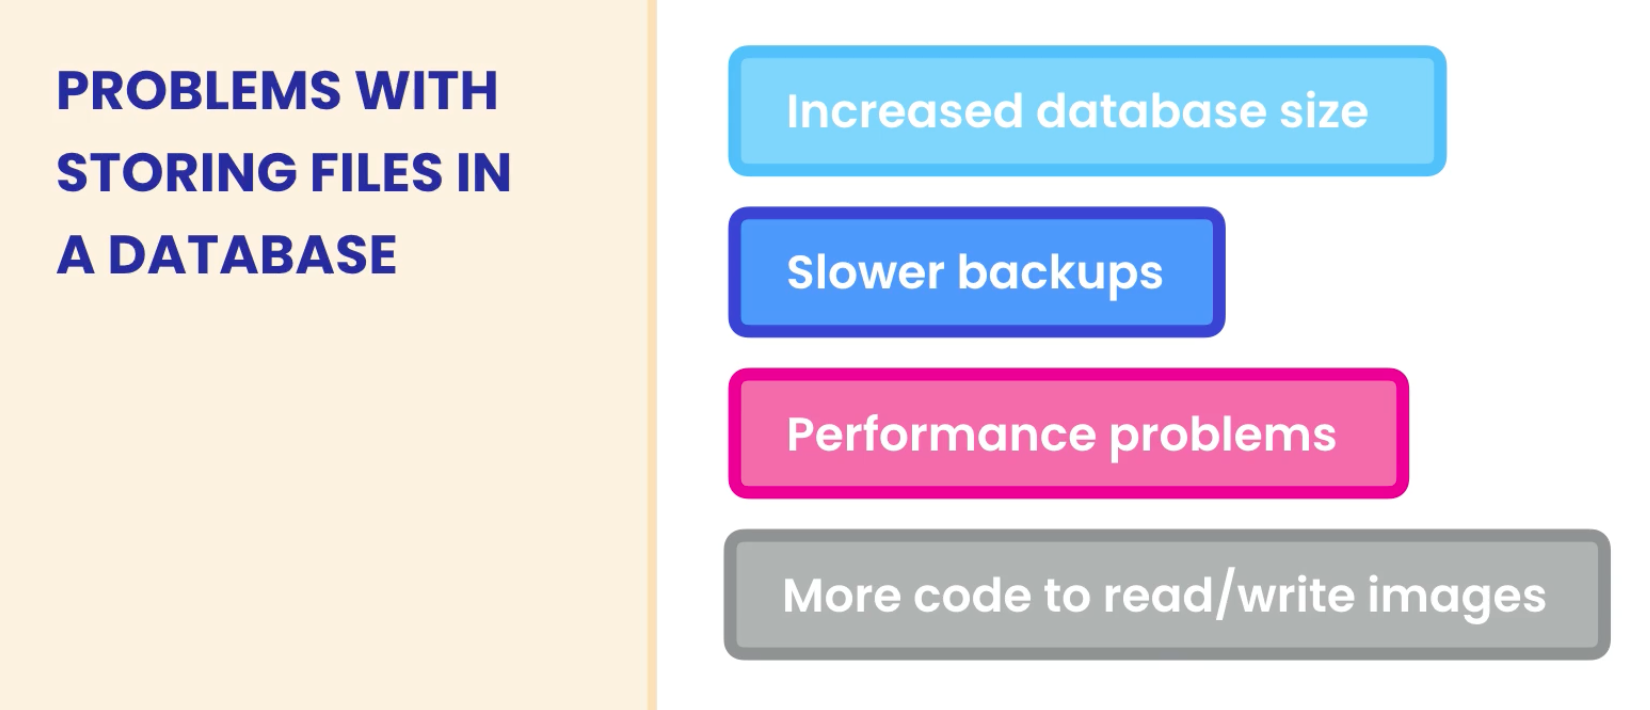 PROBLEMS WITH
STORING FILES IN
A DATABASE
Increased database size
Slower backups
Performance problems
More code to read/write images